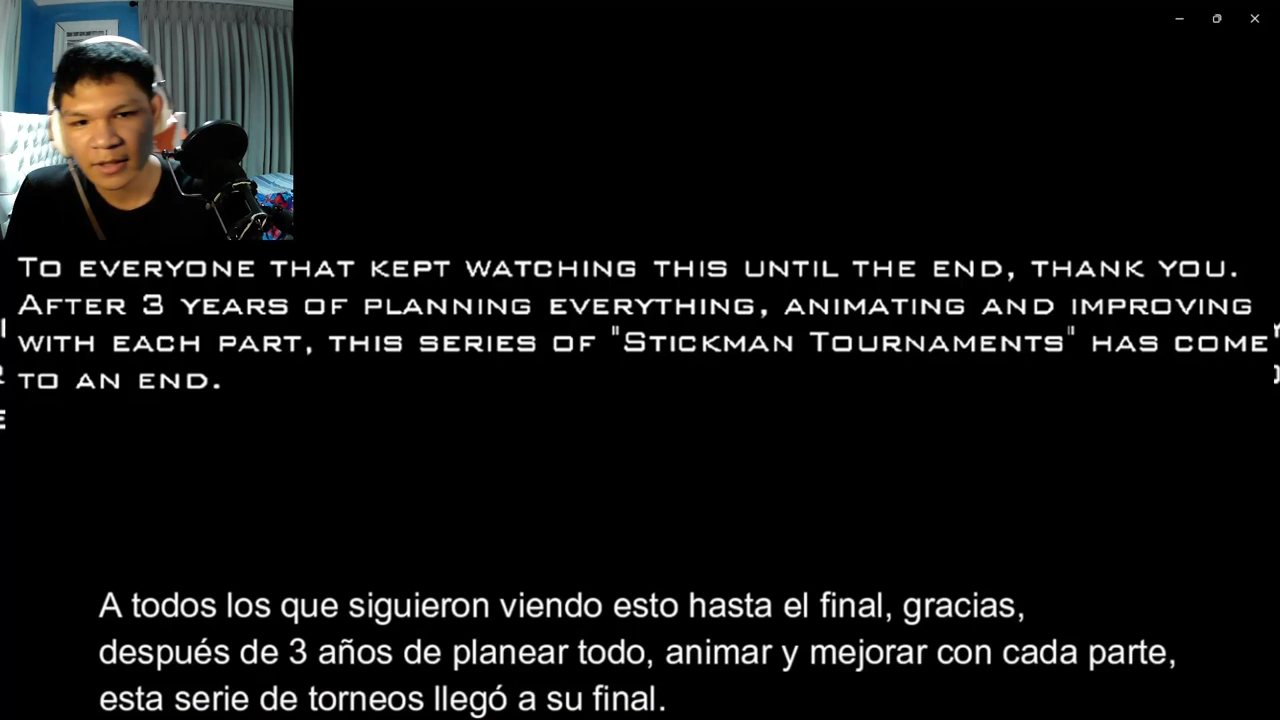 To everyone that kept watching this until the end, thank you.
After 3 years of planning everything, animating and improving
with each part, this series of "Stickman Tournaments" has come
to an end.
A todos los que siguieron viendo esto hasta el final, gracias,
después de 3 años de planear todo, animar y mejorar con cada parte,
esta serie de torneos llegó a su final.